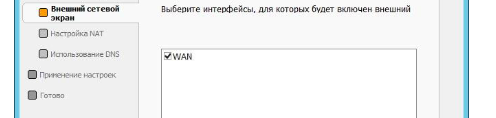 Внешний сетевой
экран
Настройка NAT
Использование DNS
Применение настроек
Готово
Выберите интерфейсы, для которых будет включен внешний
WAN